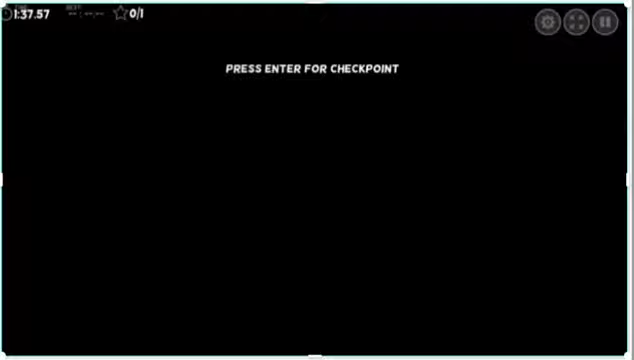 1:37.57
--:--.-- 0/1
PRESS ENTER FOR CHECKPOINT